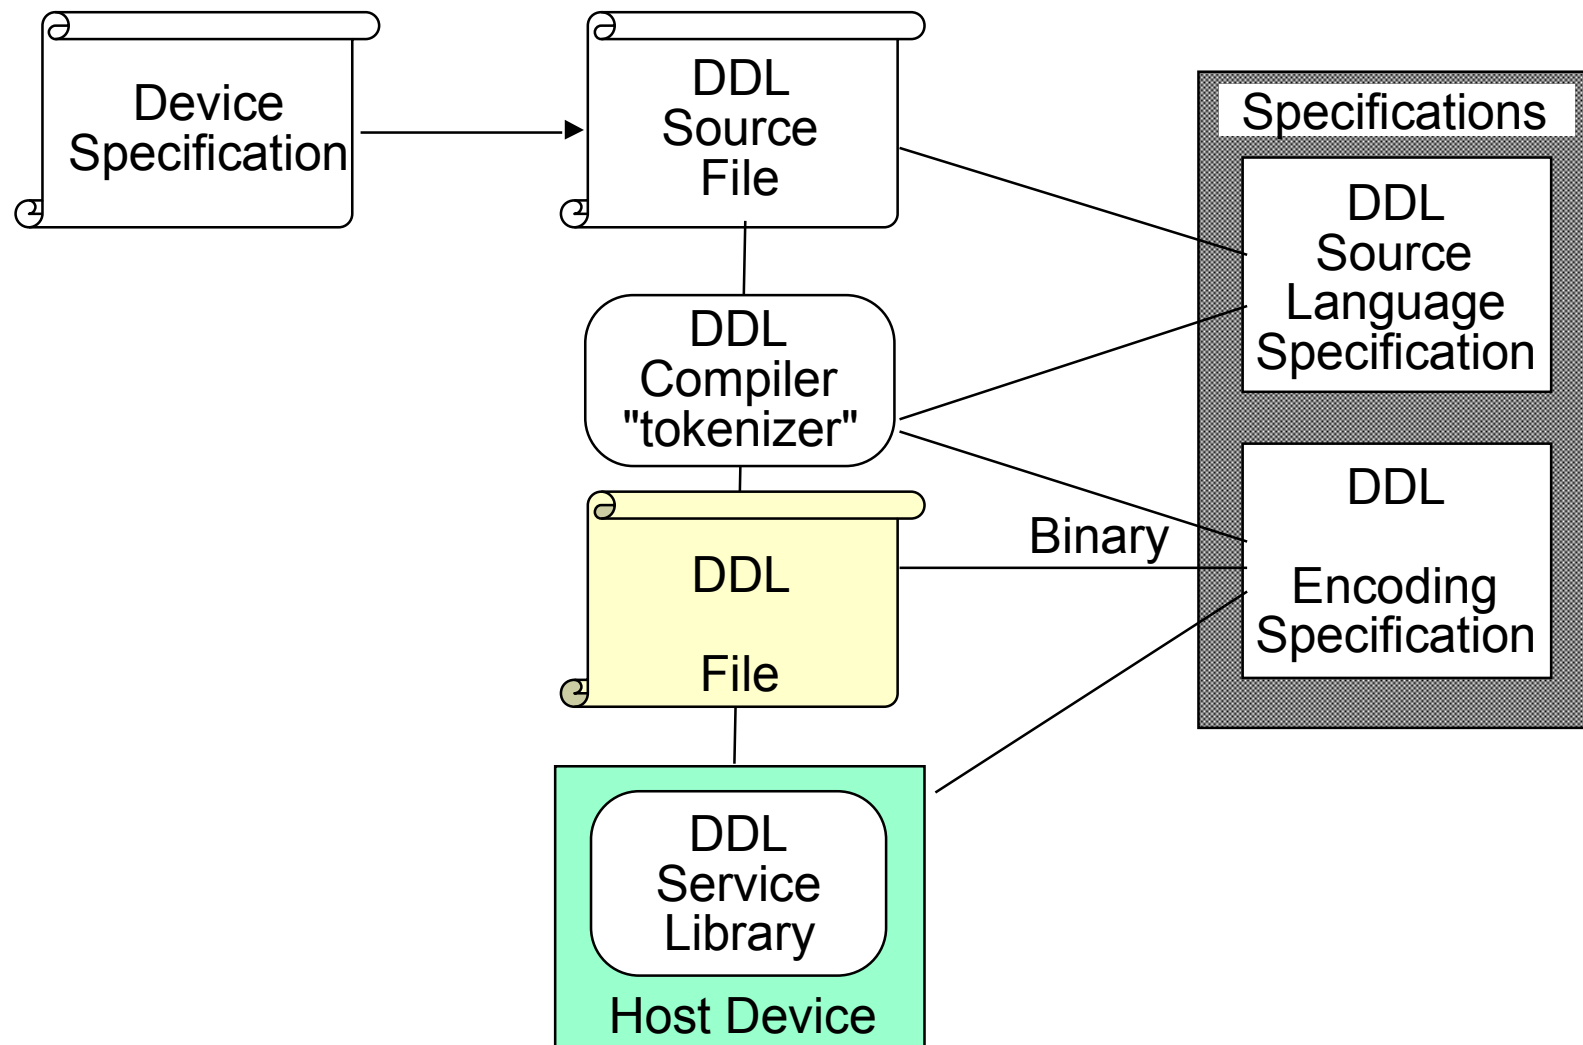 Device
Specification
DDL
Source
File
Specifications
DDL
Source
Language
Specification
DDL
Compiler
"tokenizer"
DDL
Encoding
Specification
Binary
DDL
File
DDL
Service
Library
Host Device